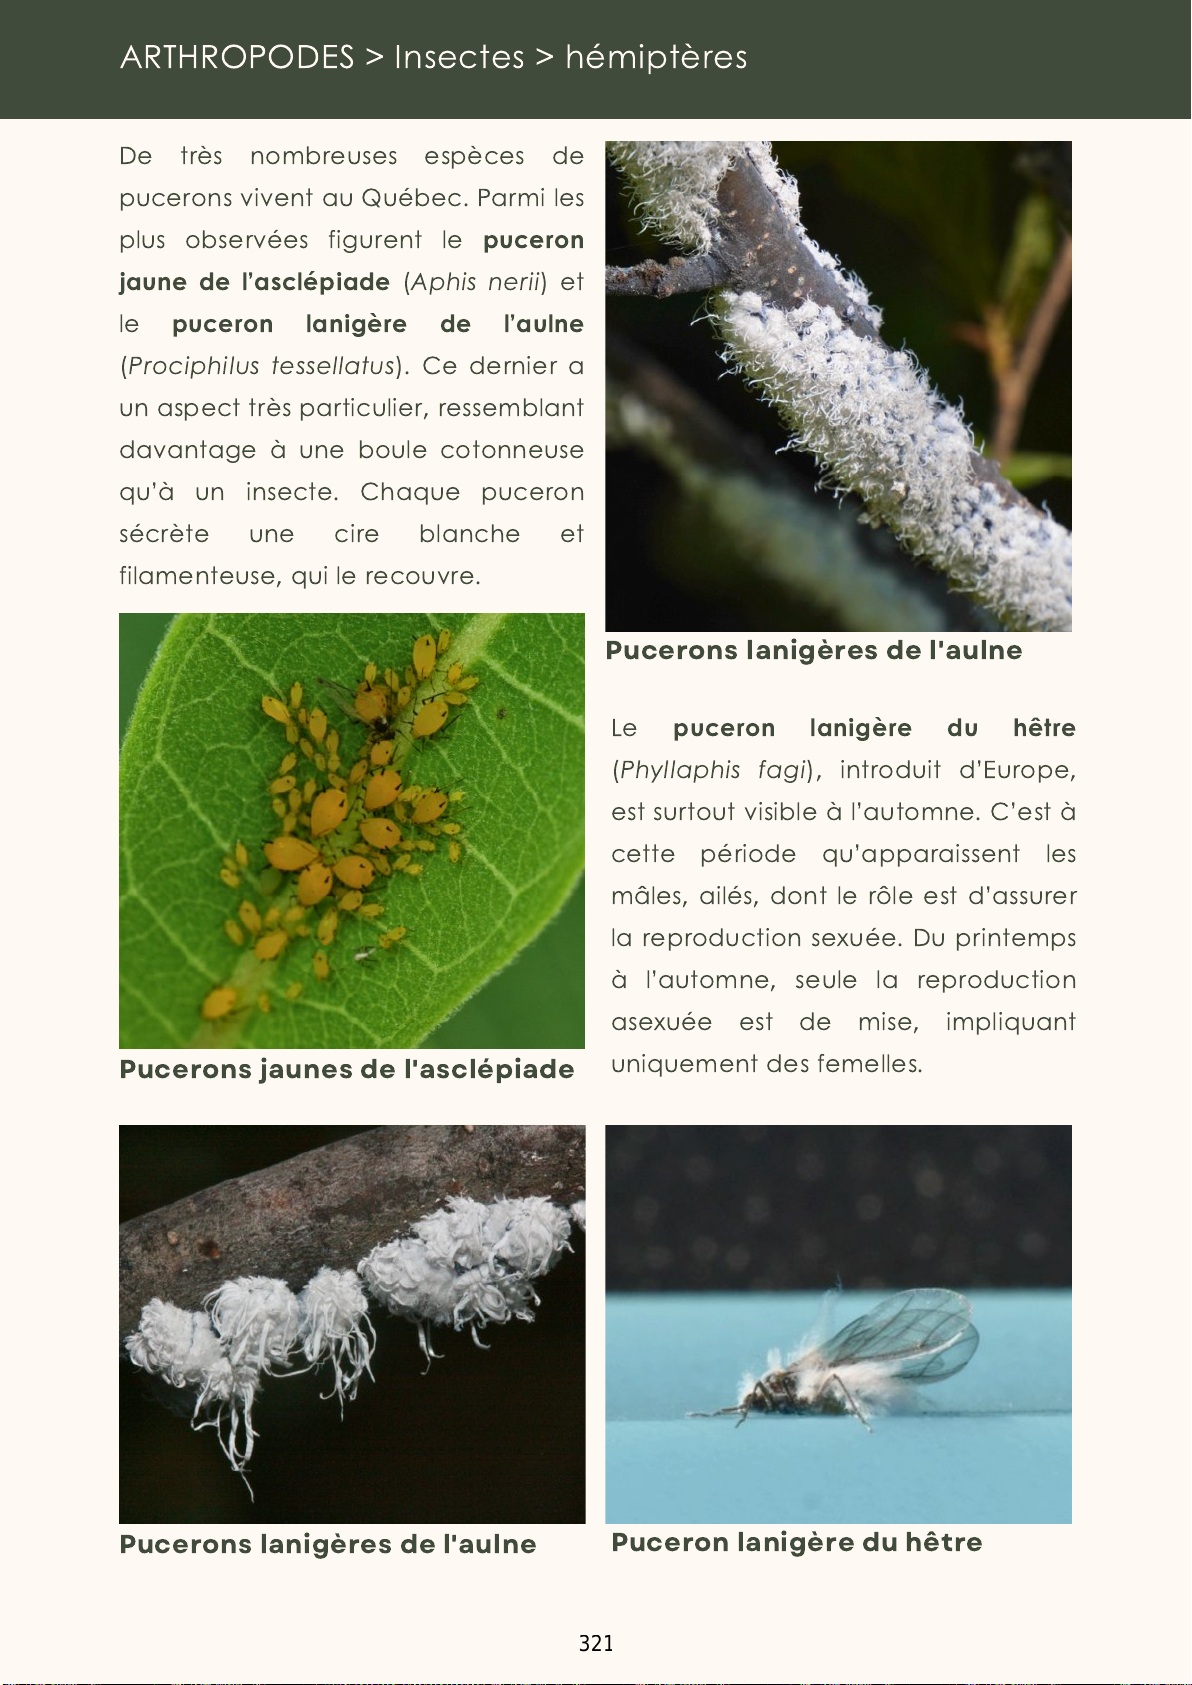 ARTHROPODES > Insectes > hémiptères
De très nombreuses espèces de
pucerons vivent au Québec. Parmi les
plus observées figurent le puceron
jaune de l'asclépiade (Aphis nerii) et
le puceron lanigère de l'aulne
(Prociphilus tessellatus). Ce dernier a
un aspect très particulier, ressemblant
davantage à une boule cotonneuse
qu'à un insecte. Chaque puceron
sécrète une cire blanche et
filamenteuse, qui le recouvre.
Pucerons jaunes de l'asclépiade
Pucerons lanigères de l'aulne
Le puceron lanigère du hêtre
(Phyllaphis fagi), introduit d'Europe,
est surtout visible à l'automne. C'est à
cette période qu'apparaissent les
mâles, ailés, dont le rôle est d'assurer
la reproduction sexuée. Du printemps
à l'automne, seule la reproduction
asexuée est de mise, impliquant
uniquement des femelles.
Pucerons lanigères de l'aulne
Puceron lanigère du hêtre
321